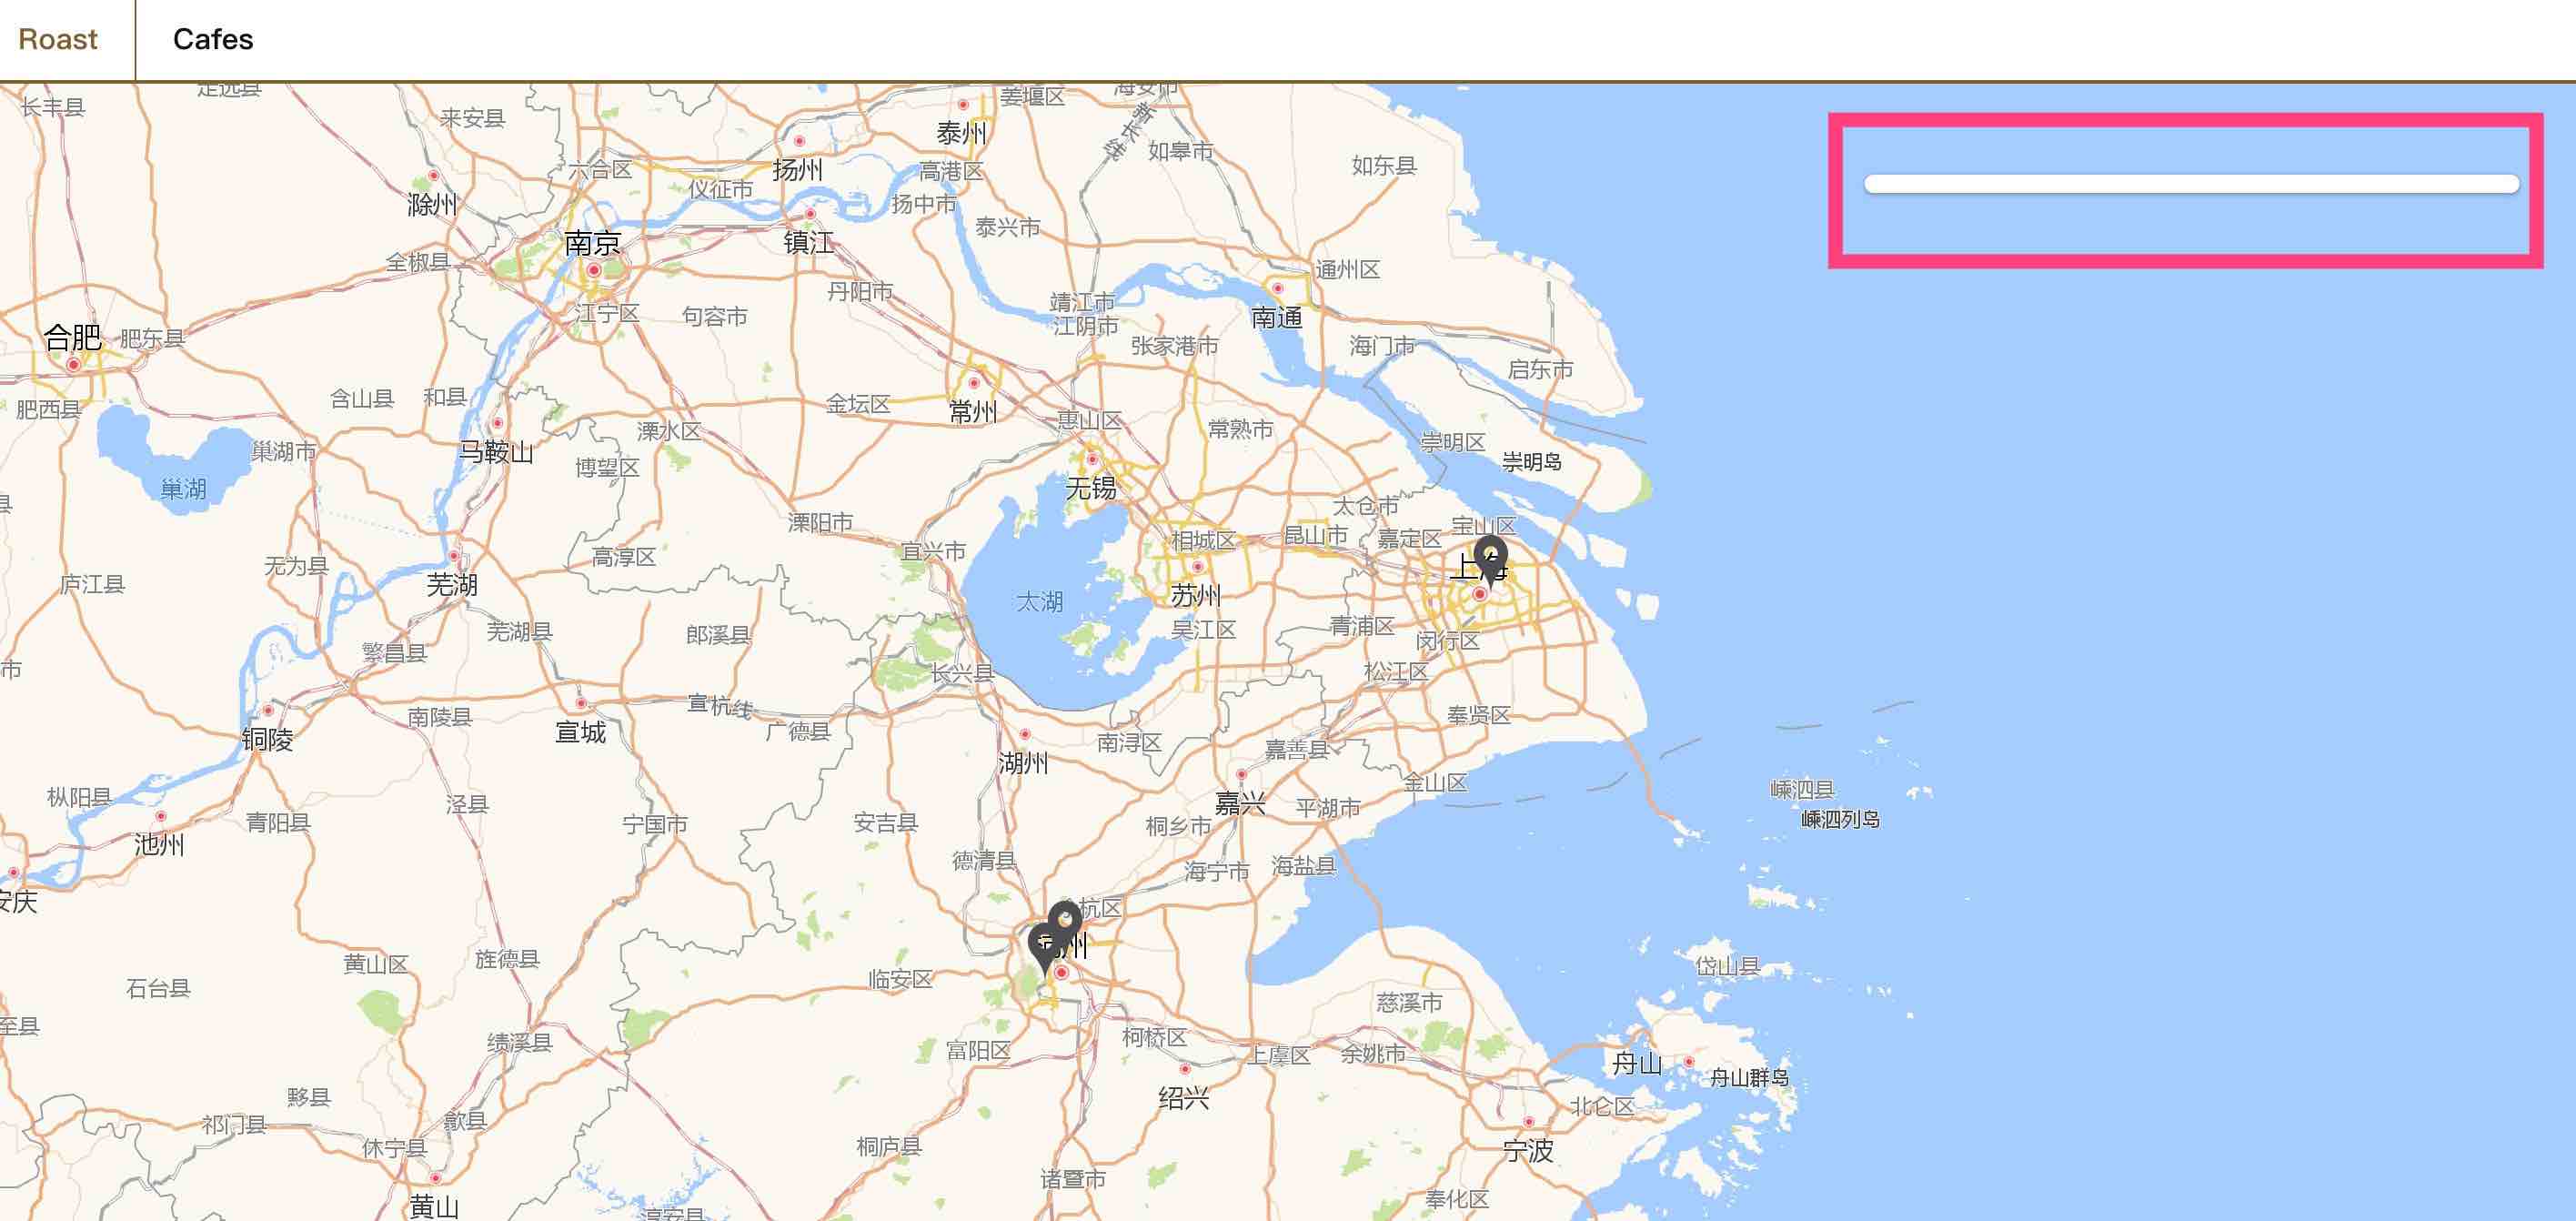 Roast
Cafes
长丰县
定远县
来安县
姜堰区
海安市
新长线
泰州
扬州
六合区
仪征市
高港区
如皋市
如东县
滁州
扬中市
泰兴市
南京
镇江
全椒县
通州区
丹阳市
靖江市
江宁区
句容市
江阴市
南通
合肥
肥东县
张家港市
海门市
启东市
含山县
和县
肥西县
金坛区
常州
惠山区
溧水区
常熟市
崇明区
巢湖市
马鞍山
博望区
崇明岛
巢湖
无锡
县
太仓市
溧阳市
宝山区
相城区
昆山市
嘉定区
宜兴市
高淳区
无为县
上海
庐江县
芜湖
太湖
苏州
芜湖县
郎溪县
吴江区
青浦区
闵行区
繁昌县
市
长兴县
松江区
宣杭线
南陵县
奉贤区
铜陵
宣城
广德县
南浔区
嘉善县
湖州
枞阳县
金山区
嵊泗县
泾县
嘉兴
平湖市
嵊泗列岛
青阳县
宁国市
安吉县
桐乡市
池州
德清县
海宁市
海盐县
安庆
杭区
州
黄山区
旌德县
岱山县
石台县
临安区
慈溪市
至县
绩溪县
柯桥区
富阳区
上虞区
余姚市
舟山
舟山群岛
黟县
绍兴
北仑区
祁门县
歙县
休宁县
桐庐县
宁波
诸暨市
黄山
奉化区
淳安县